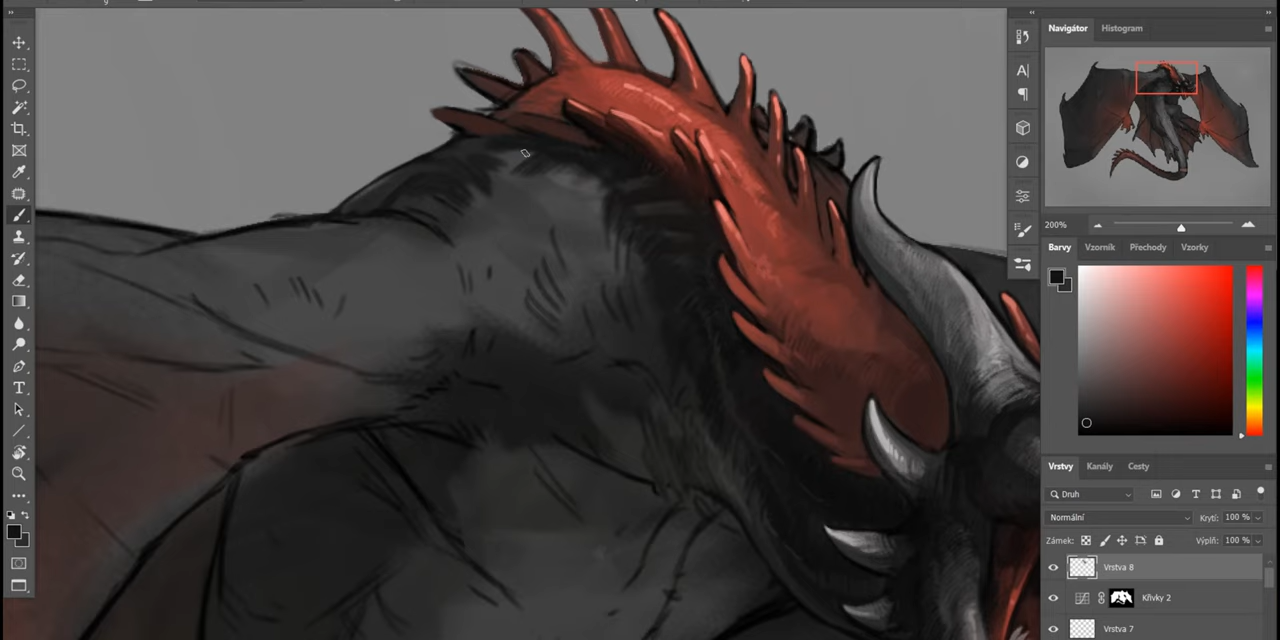 Navigátor Histogram
200%
Barvy Vzorník Přechody Vzorky
Vrstvy Kanály Cesty
Druh
Normální Krytí: 100 %
Zámek: Výplň: 100 %
Vrstva 8
Křivky 2
Vrstva 7